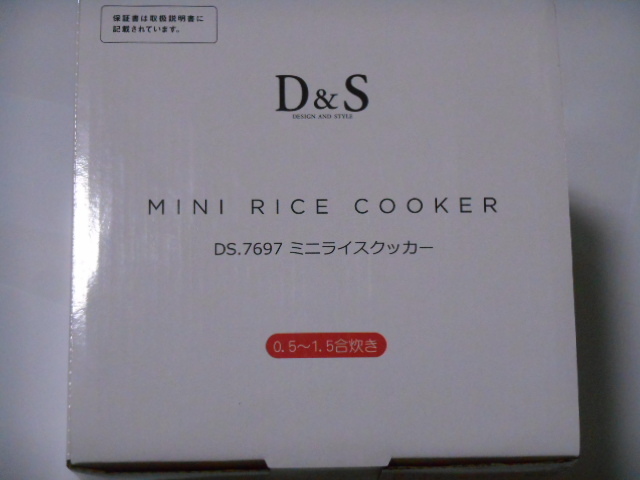 保証書は取扱説明書に
記載されています。
D&S
DESIGN AND STYLE
MINI RICE COOKER
DS.7697 ミニライスクッカー
0.5～1.5合炊き